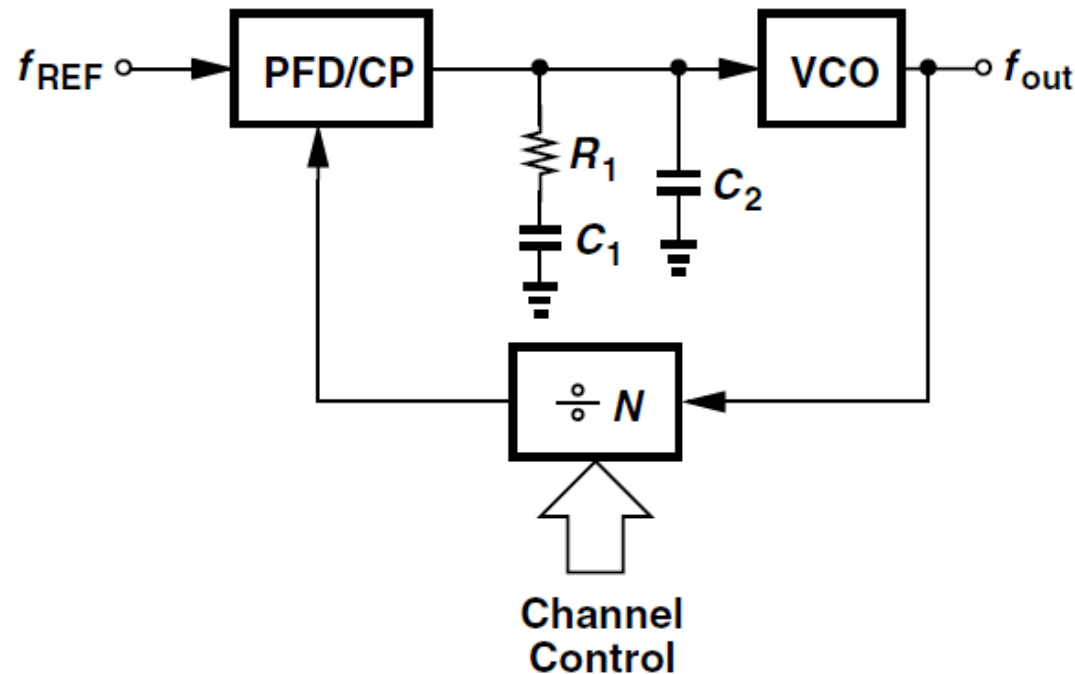 fREF
PFD/CP
VCO
fout
R1
C2
C1
÷ N
Channel
Control